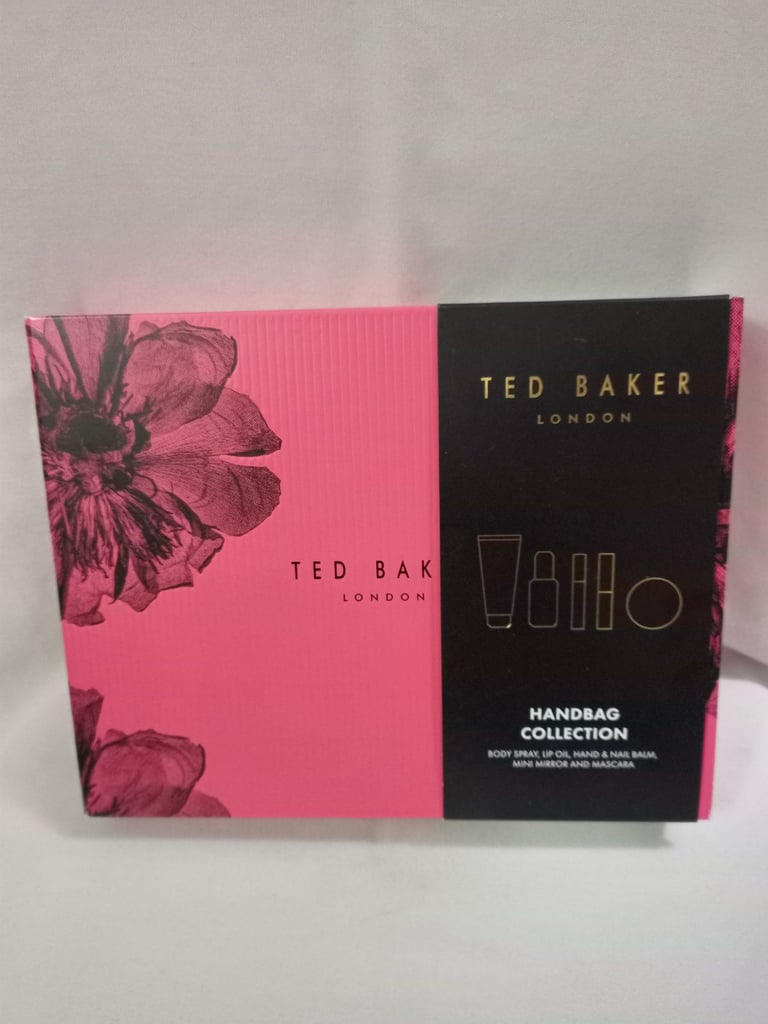 TED BAK
LONDON
TED BAKER
LONDON
HANDBAG
COLLECTION
BODY SPRAY, LIP OIL, HAND & NAIL BALM,
MINI MIRROR AND MASCARA